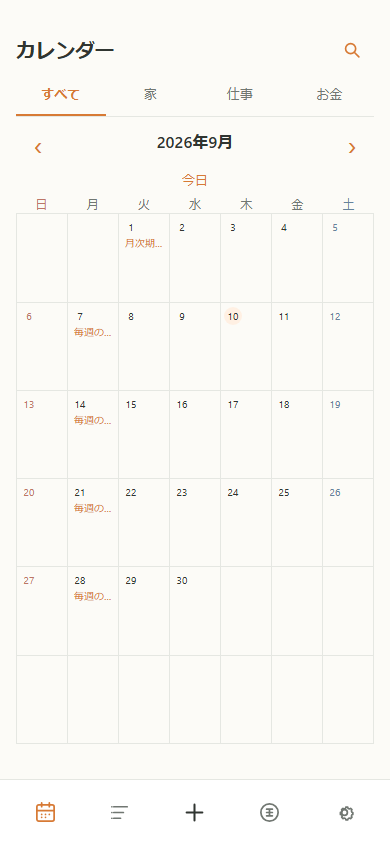 カレンダー
すべて 家 仕事 お金
2026年9月
今日
日 月 火 水 木 金 土
1 2 3 4 5
月次期...
6 7 8 9 10 11 12
毎週の...
13 14 15 16 17 18 19
毎週の...
20 21 22 23 24 25 26
毎週の...
27 28 29 30
毎週の...